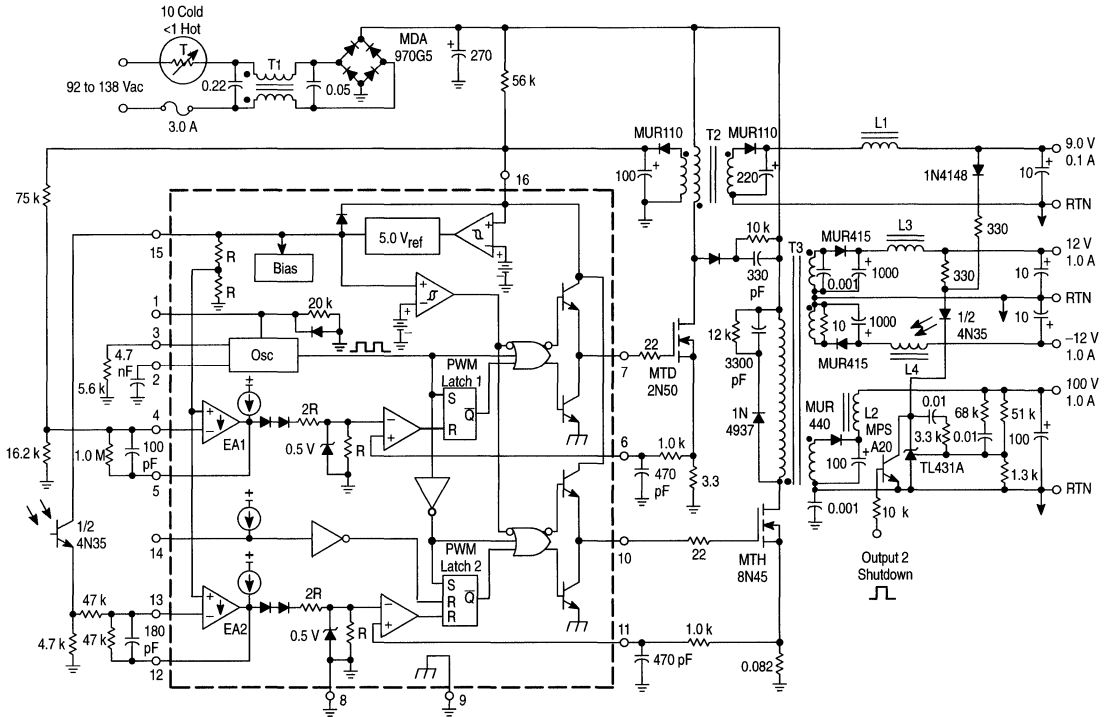 10 Cold
<1 Hot
T
92 to 138 Vac
3.0 A
0.22
T1
0.05
MDA
970G5
+
270
56 k
MUR110
T2
MUR110
L1
9.0 V
0.1 A
100
+
220
+
1N4148
10
+
RTN
75 k
16
15
R
R
Bias
5.0 Vref
+
−
+
−
10 k
330
pF
T3
MUR415
L3
330
330
12 V
1.0 A
0.001
+
1000
10
+
RTN
1
3
4.7
nF
2
5.6 k
20 k
Osc
12 k
3300
pF
10
1000
+
MUR415
1/2
4N35
L4
10
+
−12 V
1.0 A
22
7
MTD
2N50
PWM
Latch 1
S
Q
R
1N
4937
4
+
−
EA1
2R
0.5 V
R
−
+
16.2 k
1.0 M
100
pF
5
6
1.0 k
470
pF
3.3
MUR
440
L2
MPS
A20
100
+
0.01
3.3 k
68 k
0.01
51 k
TL431A
1.3 k
100
+
100 V
1.0 A
RTN
0.001
10 k
Output 2
Shutdown
1/2
4N35
14
PWM
Latch 2
S
R
R
Q
10
22
MTH
8N45
47 k
13
+
−
EA2
2R
0.5 V
R
−
+
4.7 k
47 k
180
pF
12
11
1.0 k
470 pF
0.082
8
9